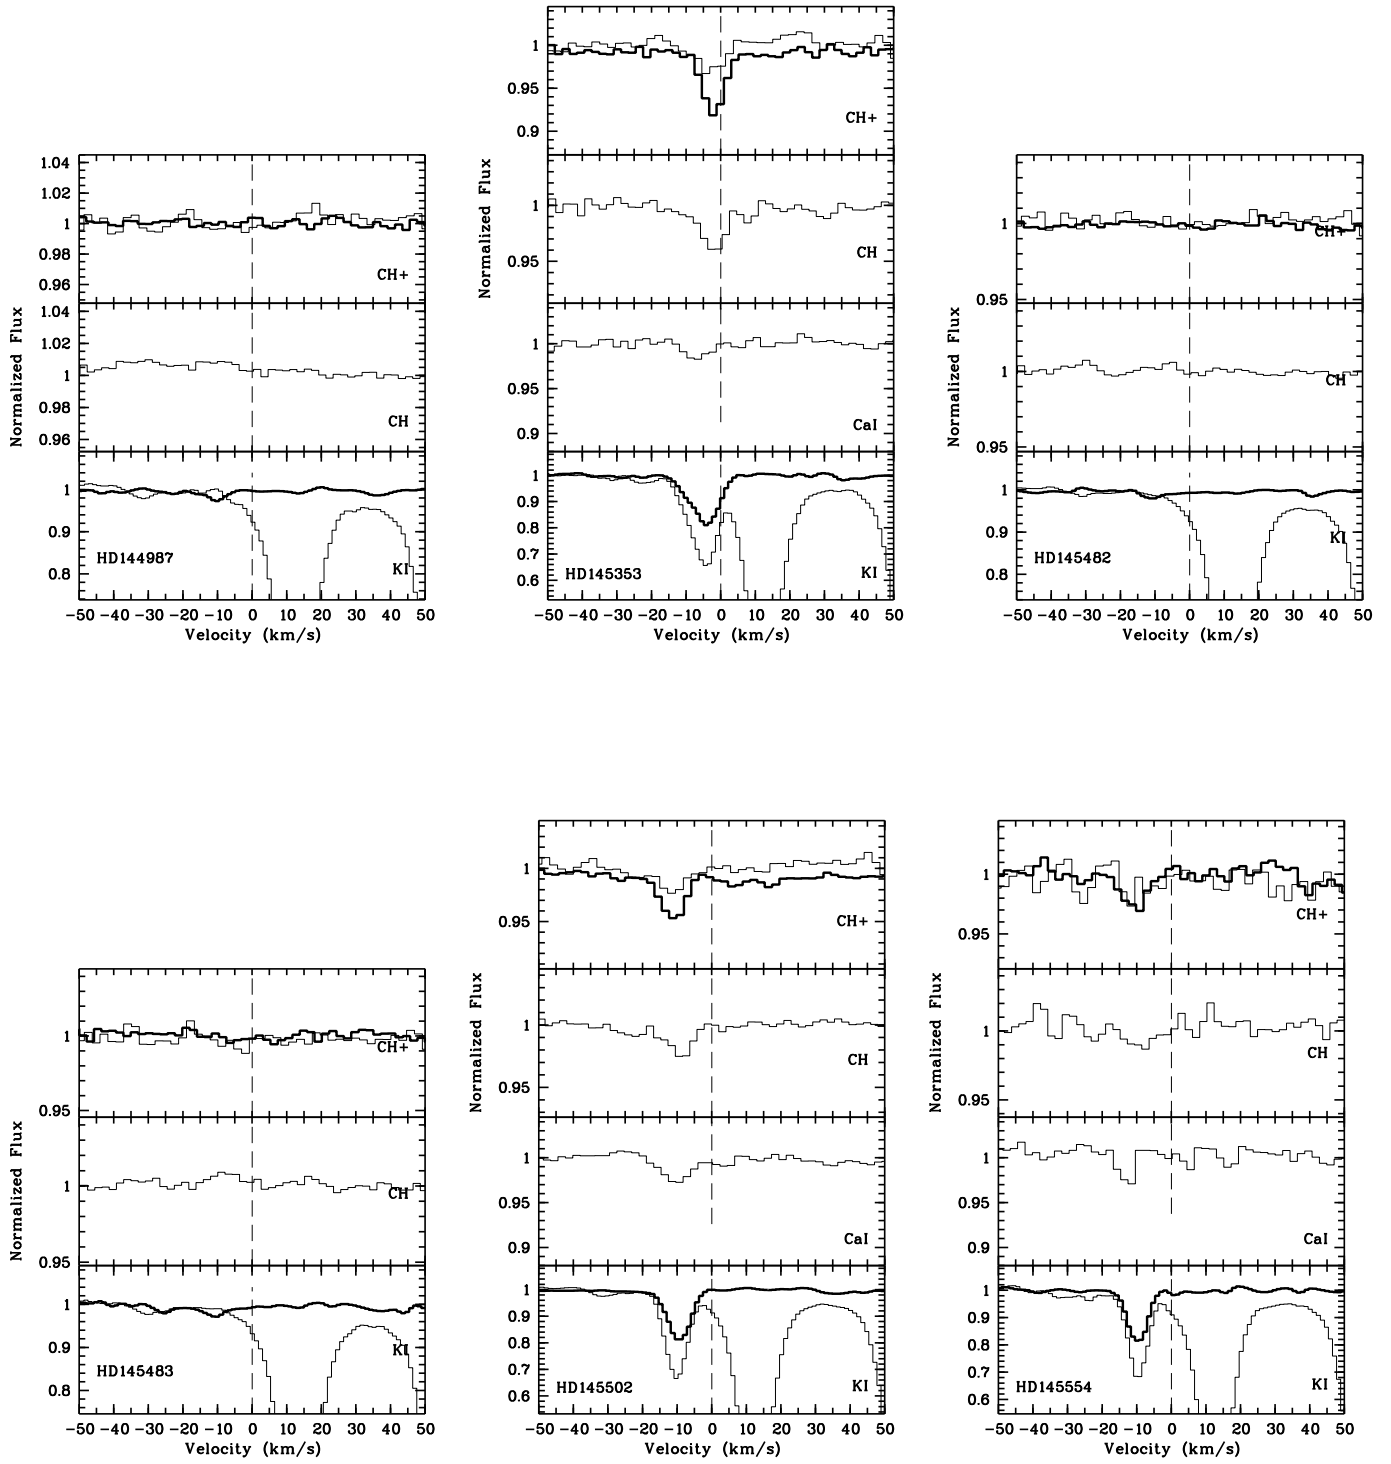 1
0.95
0.9
CH+
1
0.95
CH
1
0.95
0.9
CaI
1
0.9
0.8
0.7
0.6
HD145353
KI
−50 −40 −30 −20 −10 0 10 20 30 40 50
Velocity (km/s)
Normalized Flux
1.04
1.02
1
0.98
0.96
CH+
1.04
1.02
1
0.98
0.96
CH
1
0.9
0.8
HD144987
KI
−50 −40 −30 −20 −10 0 10 20 30 40 50
Velocity (km/s)
Normalized Flux
1
0.95
CH+
1
0.95
CH
1
0.9
0.8
HD145482
KI
−50 −40 −30 −20 −10 0 10 20 30 40 50
Velocity (km/s)
Normalized Flux
1
0.95
CH+
1
0.95
CH
1
0.9
0.8
HD145483
KI
−50 −40 −30 −20 −10 0 10 20 30 40 50
Velocity (km/s)
Normalized Flux
1
0.95
CH+
1
0.95
CH
1
0.95
0.9
CaI
1
0.9
0.8
0.7
0.6
HD145502
KI
−50 −40 −30 −20 −10 0 10 20 30 40 50
Velocity (km/s)
Normalized Flux
1
0.95
CH+
1
0.95
CH
1
0.95
0.9
CaI
1
0.9
0.8
0.7
0.6
HD145554
KI
−50 −40 −30 −20 −10 0 10 20 30 40 50
Velocity (km/s)
Normalized Flux